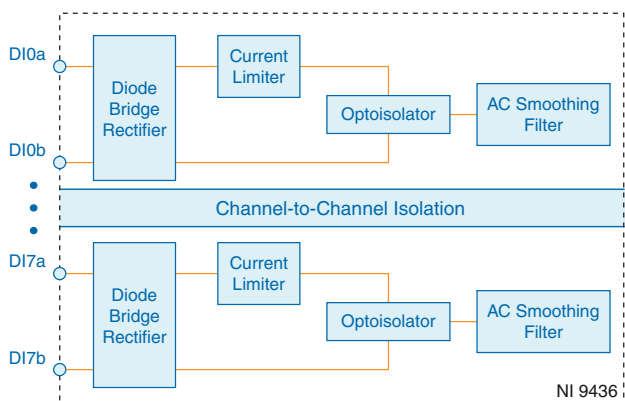 DI0a
Diode
Bridge
Rectifier
Current
Limiter
Optoisolator
AC Smoothing
Filter
DI0b
Channel-to-Channel Isolation
DI7a
Diode
Bridge
Rectifier
Current
Limiter
Optoisolator
AC Smoothing
Filter
DI7b
NI 9436